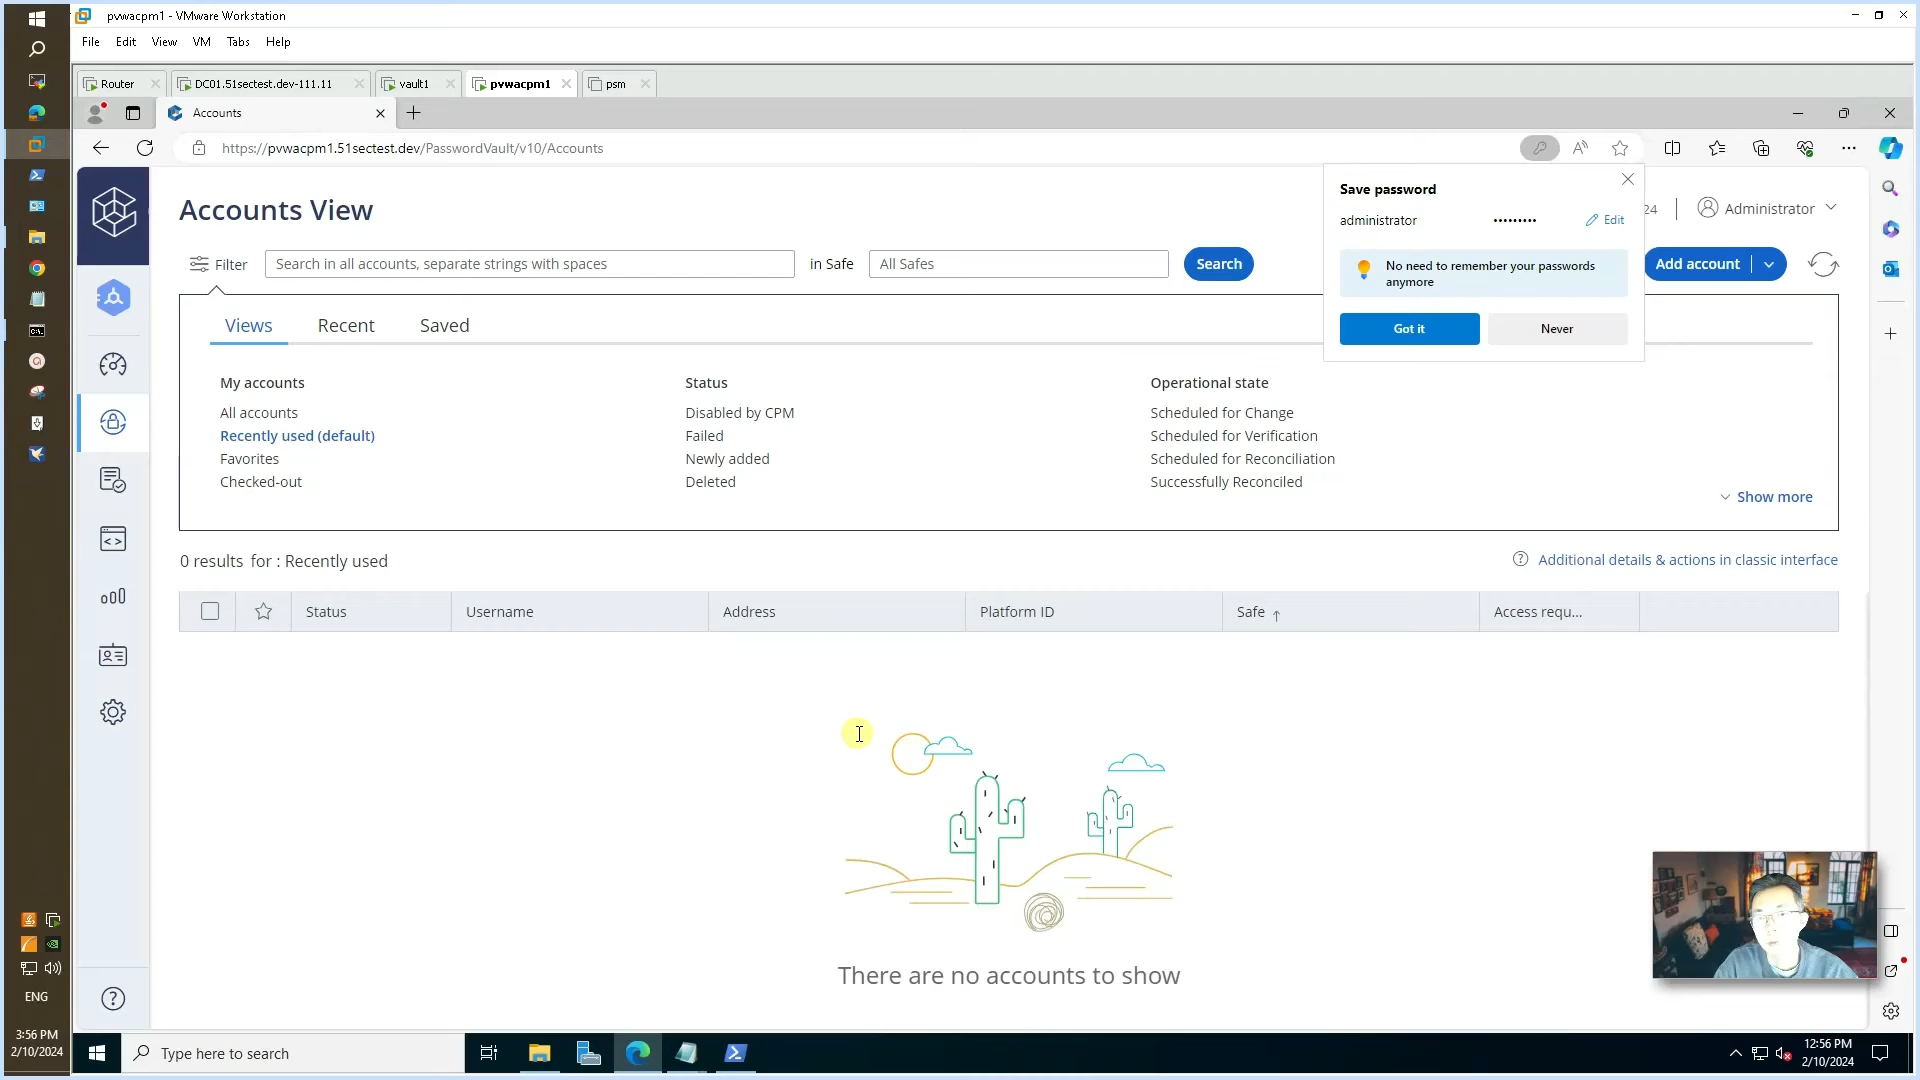 pvwacpm1 - VMware Workstation
File Edit View VM Tabs Help
Router
DC01.51sectest.dev-111.11
vault1
pvwacpm1
psm
Accounts
https://pvwacpm1.51sectest.dev/PasswordVault/v10/Accounts
Accounts View
24
Administrator
Save password
administrator ••••••••• Edit
No need to remember your passwords
anymore
Got it Never
Filter
Search in all accounts, separate strings with spaces
in Safe
All Safes
Search
Add account
Views Recent Saved
My accounts
All accounts
Recently used (default)
Favorites
Checked-out
Status
Disabled by CPM
Failed
Newly added
Deleted
Operational state
Scheduled for Change
Scheduled for Verification
Scheduled for Reconciliation
Successfully Reconciled
Show more
0 results for : Recently used
Additional details & actions in classic interface
Status Username Address Platform ID Safe Access requ...
There are no accounts to show
ENG
3:56 PM
2/10/2024
Type here to search
12:56 PM
2/10/2024